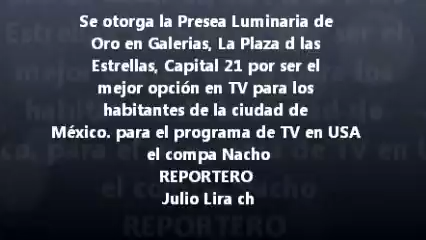 Se otorga la Presea Luminaria de
Oro en Galerias, La Plaza d las
Estrellas, Capital 21 por ser el
mejor opción en TV para los
habitantes de la ciudad de
México. para el programa de TV en USA
el compa Nacho
REPORTERO
Julio Lira ch